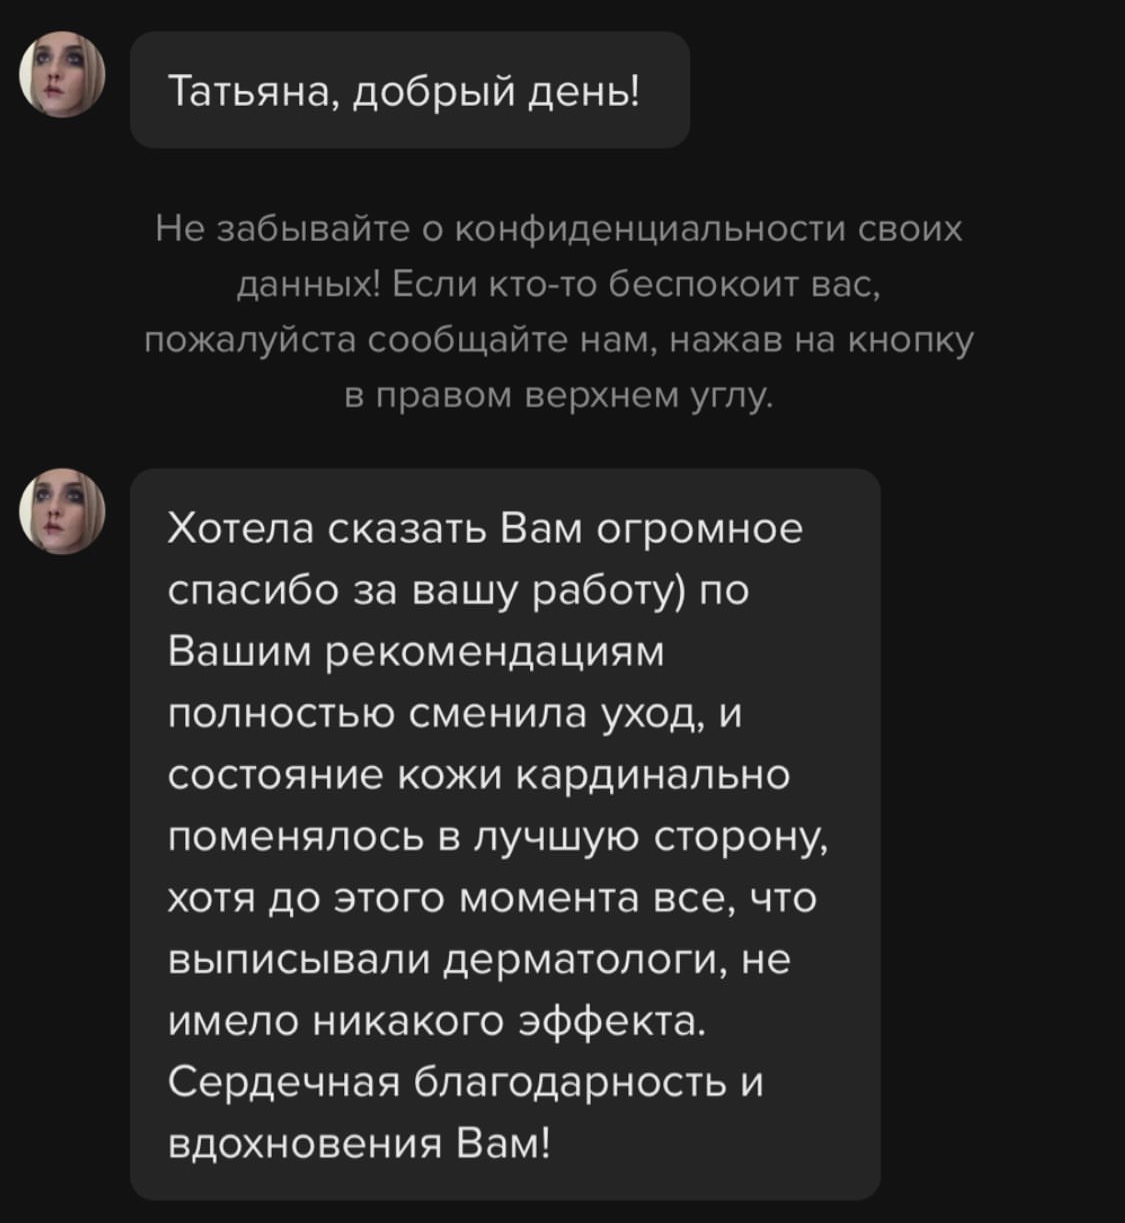 Татьяна, добрый день!
Не забывайте о конфиденциальности своих
данных! Если кто-то беспокоит вас,
пожалуйста сообщайте нам, нажав на кнопку
в правом верхнем углу.
Хотела сказать Вам огромное
спасибо за вашу работу) по
Вашим рекомендациям
полностью сменила уход, и
состояние кожи кардинально
поменялось в лучшую сторону,
хотя до этого момента все, что
выписывали дерматологи, не
имело никакого эффекта.
Сердечная благодарность и
вдохновения Вам!